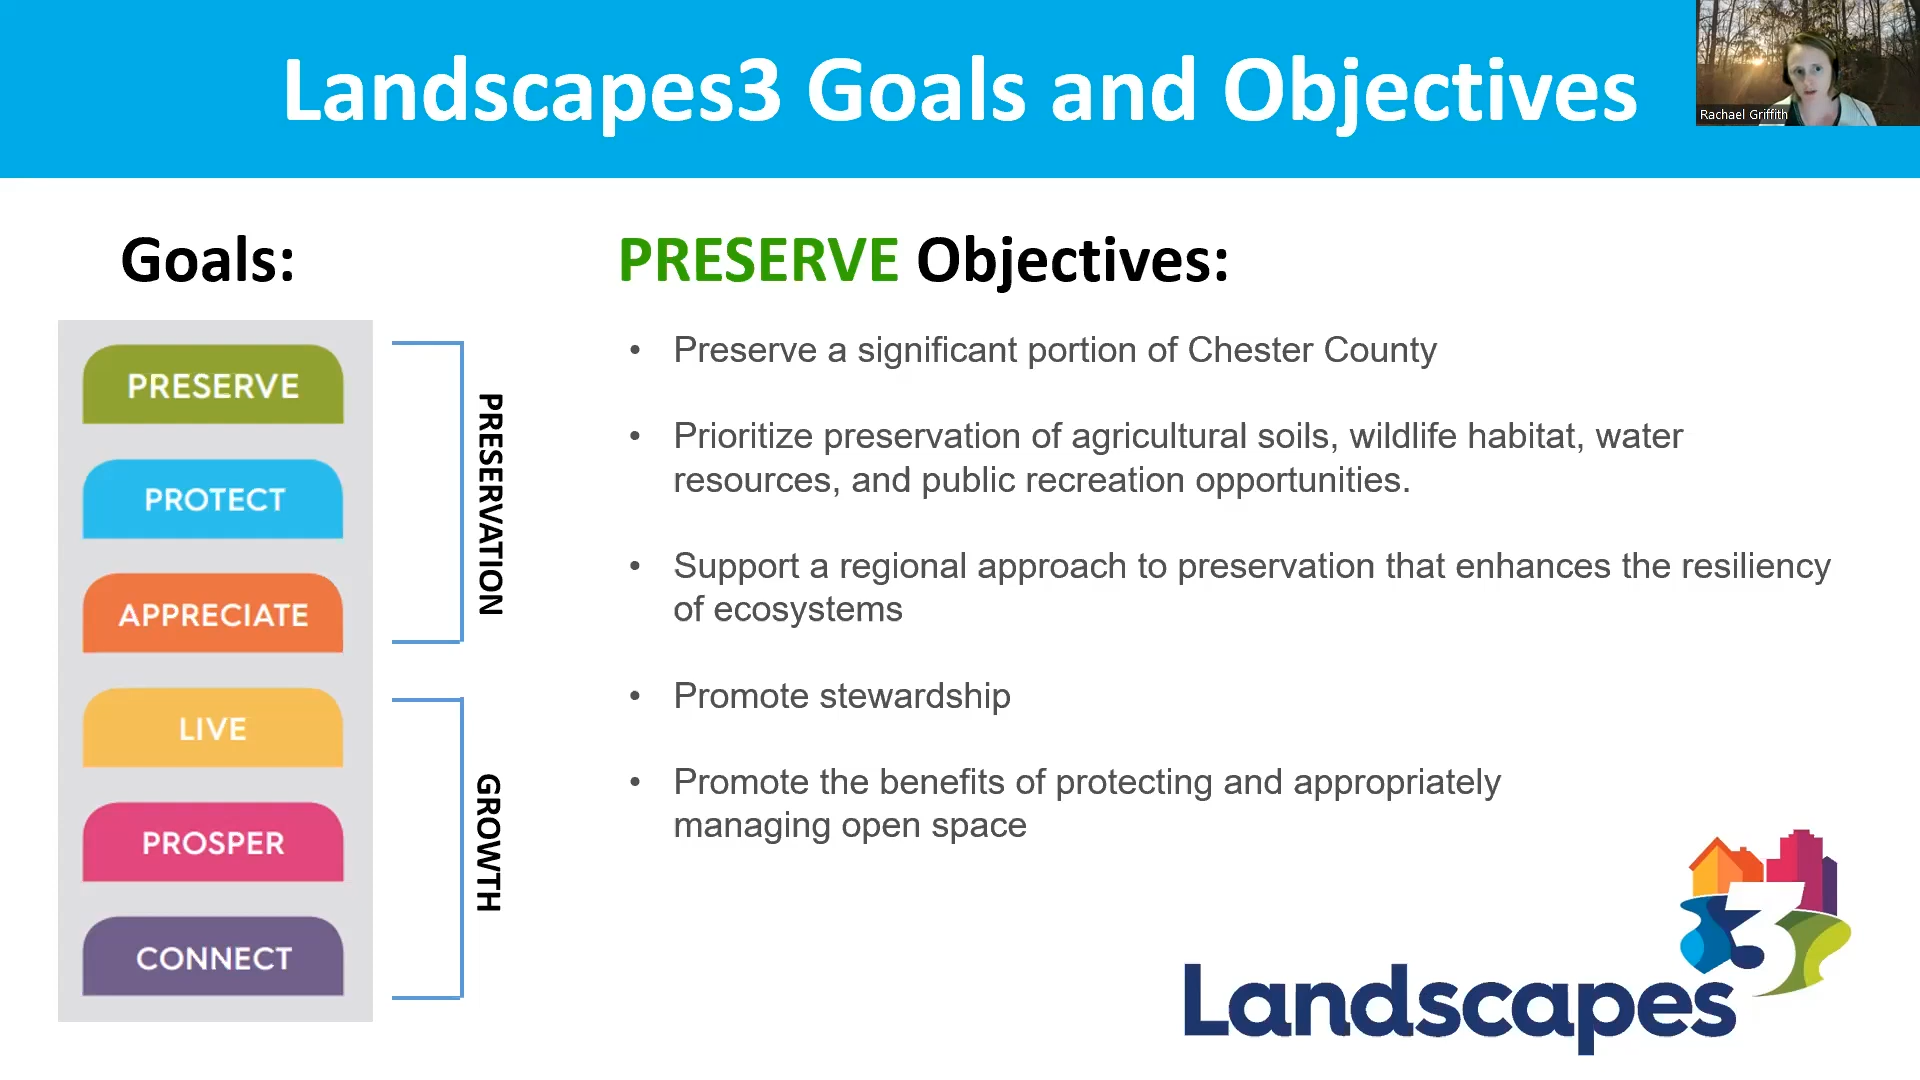 Landscapes3 Goals and Objectives
Rachael Griffith
Goals:
PRESERVE
PROTECT
APPRECIATE
LIVE
PROSPER
CONNECT
PRESERVATION
GROWTH
PRESERVE Objectives:
• Preserve a significant portion of Chester County
• Prioritize preservation of agricultural soils, wildlife habitat, water
resources, and public recreation opportunities.
• Support a regional approach to preservation that enhances the resiliency
of ecosystems
• Promote stewardship
• Promote the benefits of protecting and appropriately
managing open space
3
Landscapes